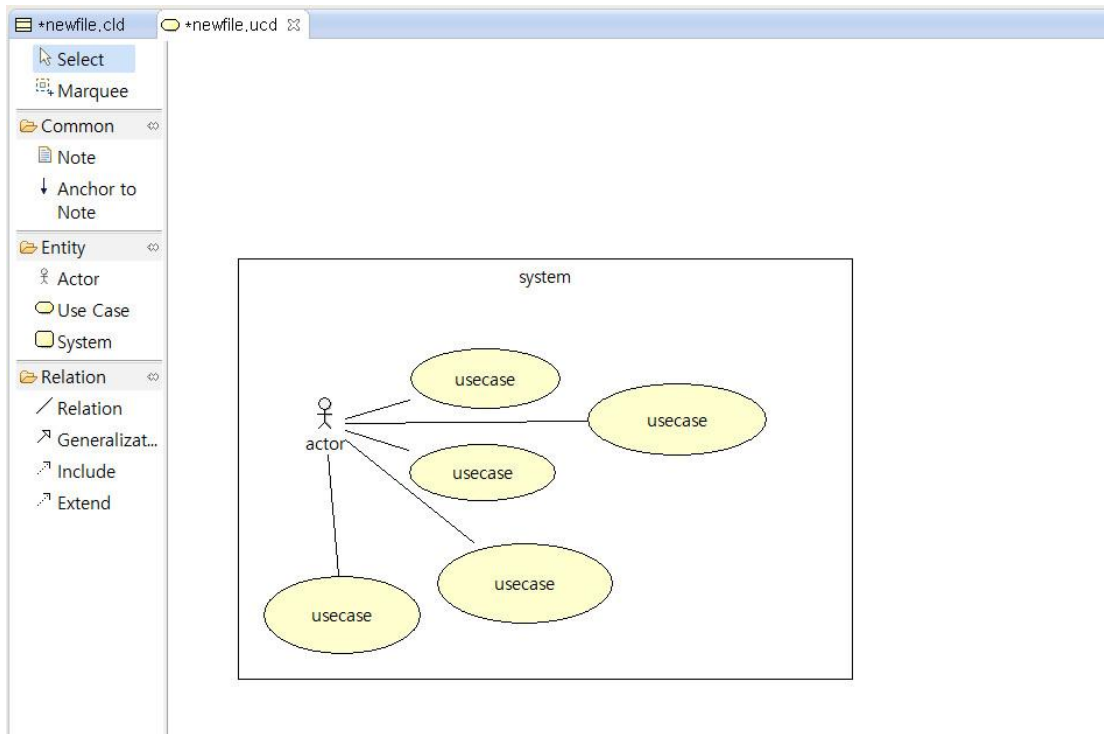 *newfile.cld
*newfile.ucd
Select
Marquee
Common
Note
Anchor to
Note
Entity
Actor
Use Case
System
Relation
Relation
Generalizat...
Include
Extend
system
usecase
usecase
actor
usecase
usecase
usecase